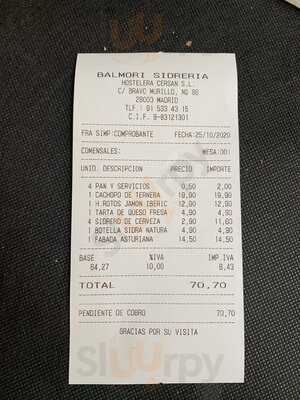 BALMORI SIDRERIA
HOSTELERA CERSAN S.L.
C/ BRAVO MURILLO, NO 88
28003 MADRID
TLF.: 91 533 43 15
C.I.F. B-83121301
FRA SIMP:COMPROBANTE FECHA:25/10/2020
COMENSALES: MESA:001
UNID. DESCRIPCION PRECIO IMPORTE
4 PAN Y SERVICIOS 0,50 2,00
1 CACHOPO DE TERNERA 19,90 19,90
1 H.ROTOS JAMON IBERIC 12,90 12,90
1 TARTA DE QUESO FRESA 4,90 4,90
4 SIDRERO DE CERVEZA 2,90 11,60
1 BOTELLA SIDRA NATURA 4,90 4,90
1 FABADA ASTURIANA 14,50 14,50
BASE %IVA IMP.IVA
64,27 10,00 6,43
TOTAL 70,70
PENDIENTE DE COBRO 70,70
GRACIAS POR SU VISITA
sluurpy